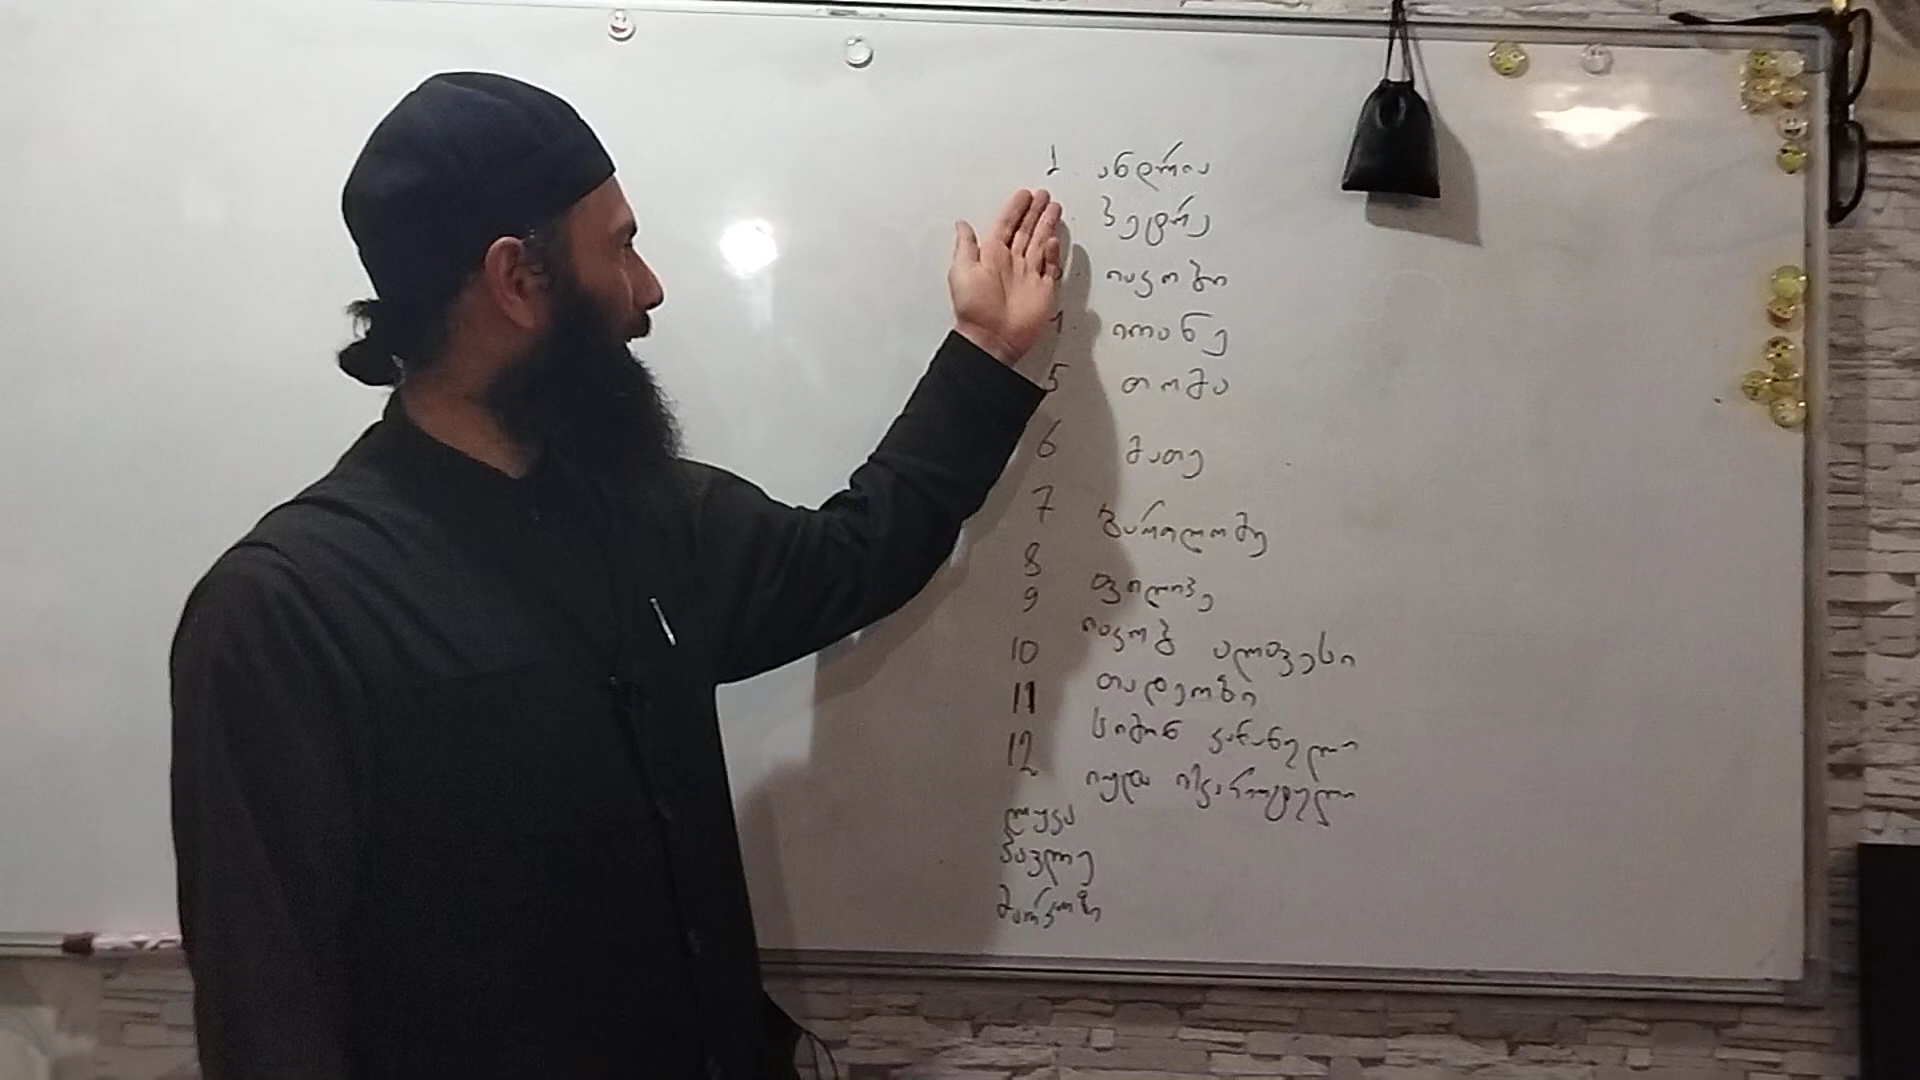 1. ანდრია
. პეტრე
. იაკობი
4. იოანე
5 თომა
6 მათე
7 ბართლომე
8 ფილიპე
9 იაკობ ალფესი
10 თადეოზი
11 სიმონ კანანელი
12 იუდა ისკარიოტელი
ლუკა
პავლე
მარკოზი